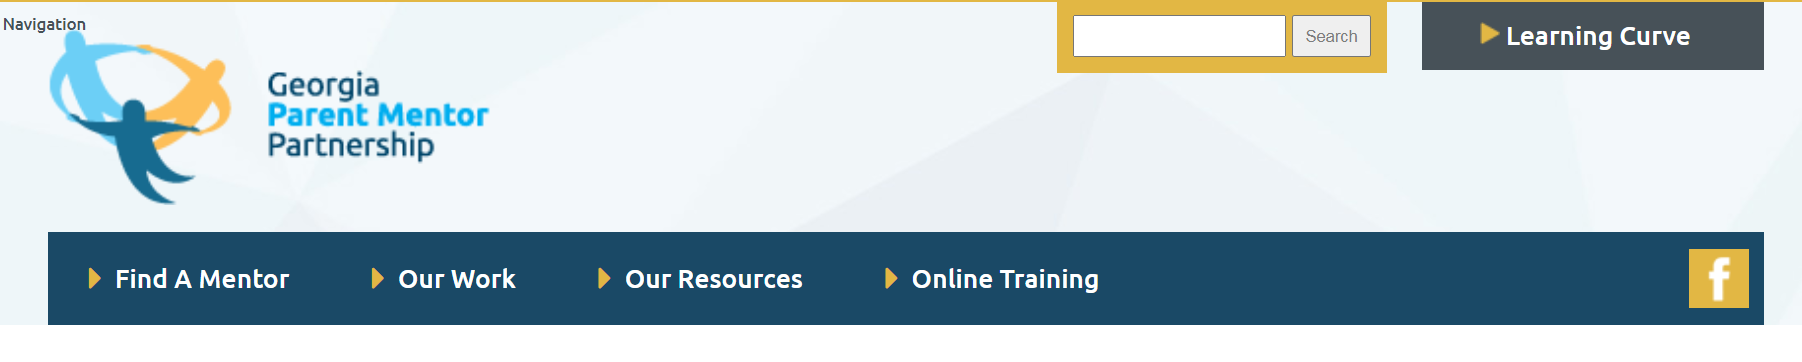 Navigation
Search
Learning Curve
Georgia
Parent Mentor
Partnership
Find A Mentor
Our Work
Our Resources
Online Training
f